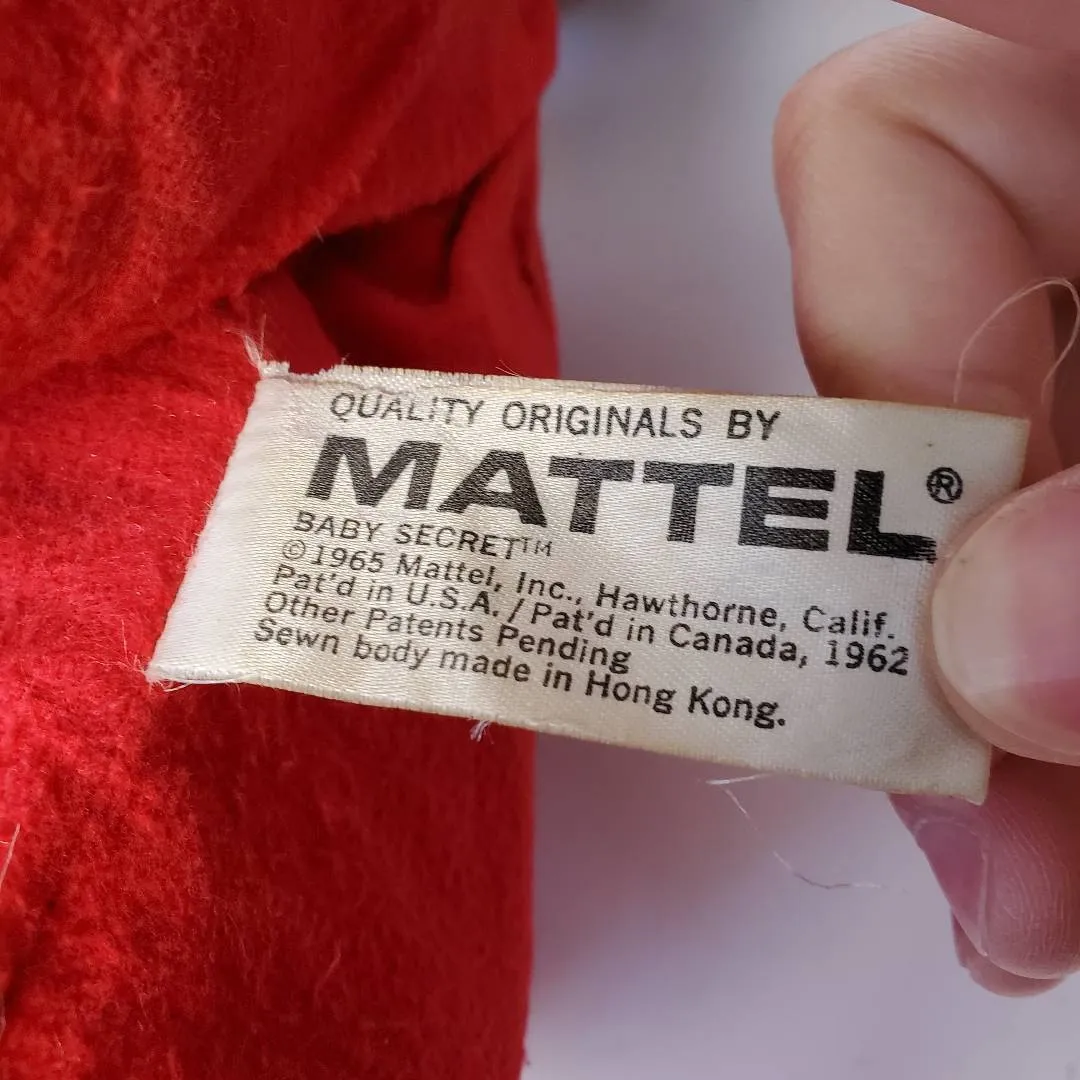 QUALITY ORIGINALS BY
MATTEL®
BABY SECRET™
© 1965 Mattel, Inc., Hawthorne, Calif.
Pat'd in U.S.A. / Pat'd in Canada, 1962
Other Patents Pending
Sewn body made in Hong Kong.